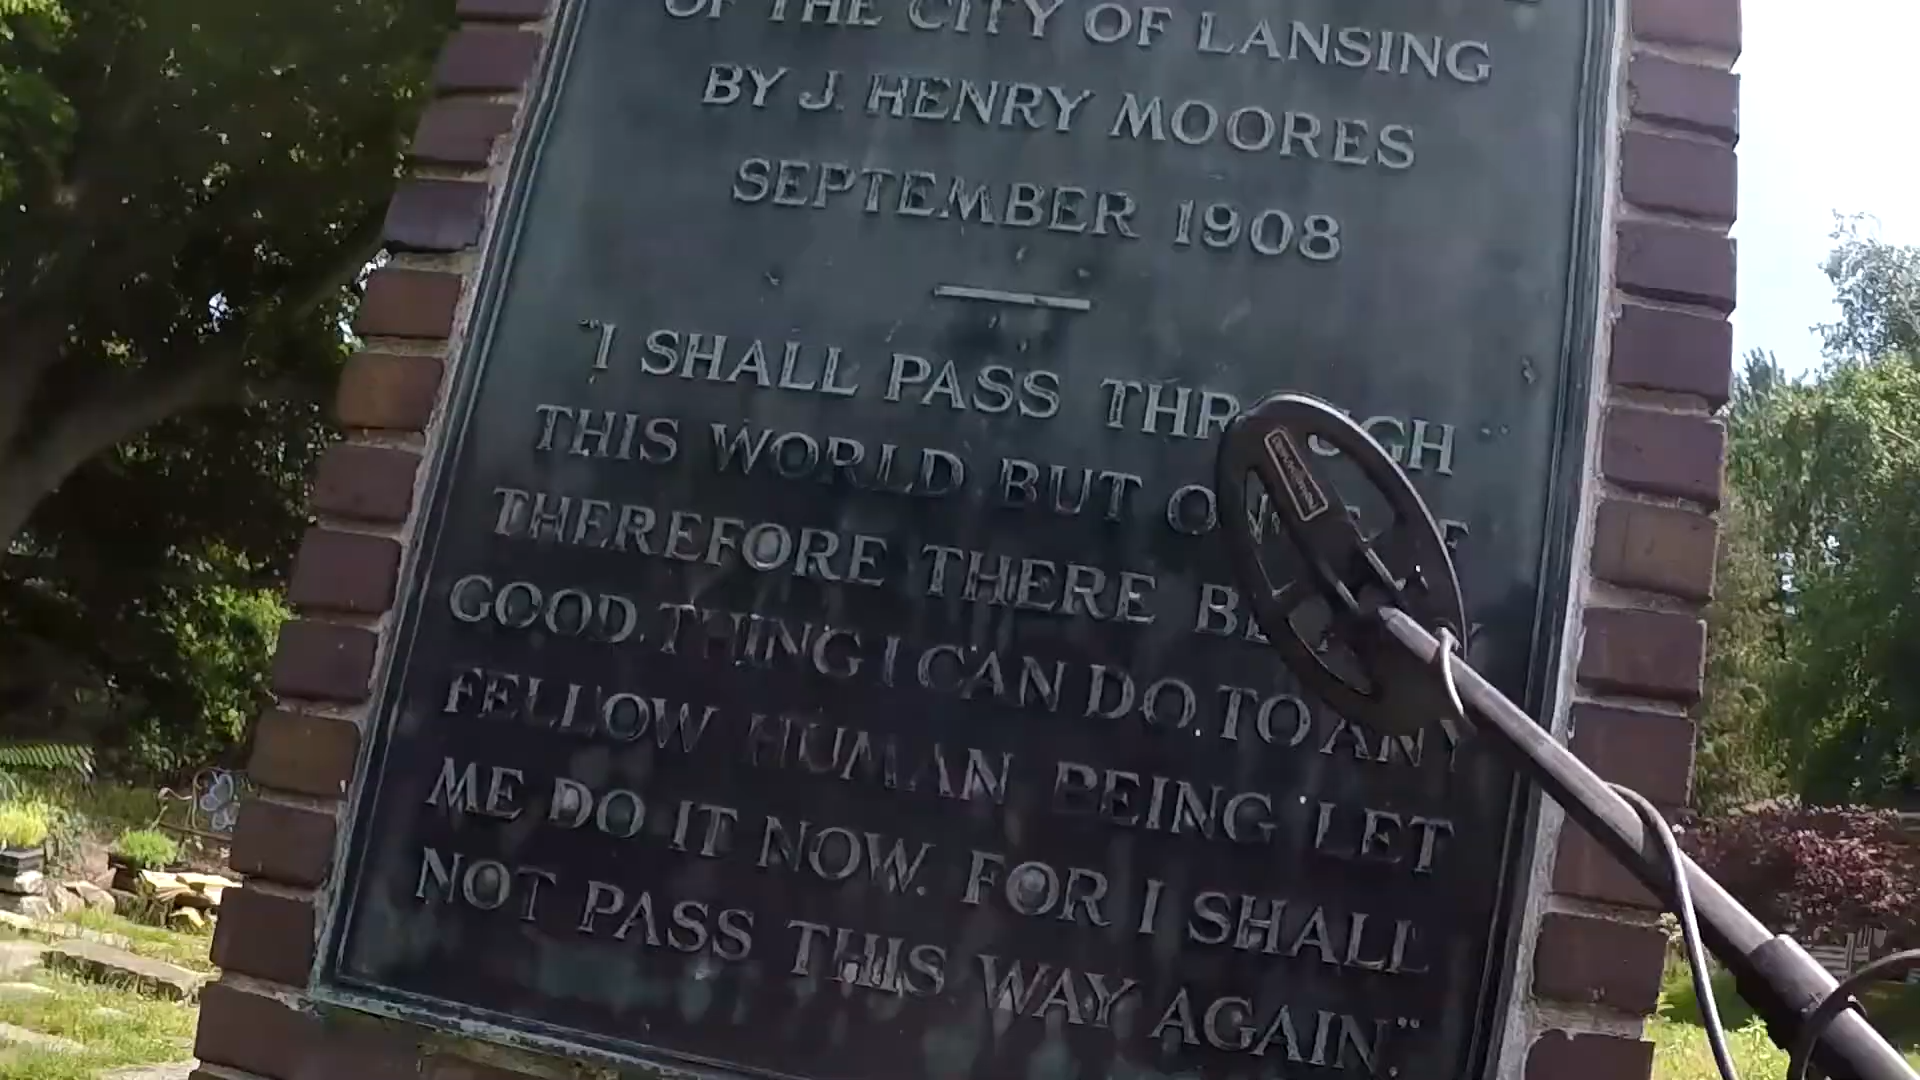 OF THE CITY OF LANSING
BY J. HENRY MOORES
SEPTEMBER 1908
"I SHALL PASS THROUGH
THIS WORLD BUT
THEREFORE THERE
GOOD THING I CAN DO TO ANY
FELLOW HUMAN BEING LET
ME DO IT NOW. FOR I SHALL
NOT PASS THIS WAY AGAIN."